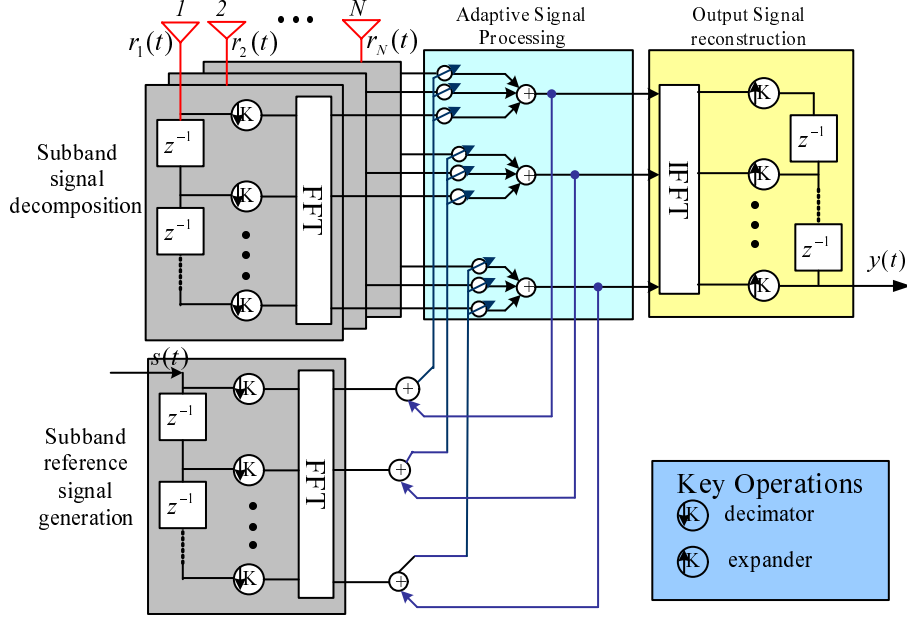 1
2
N
r1(t)
r2(t)
rN(t)
Adaptive Signal
Processing
Output Signal
reconstruction
Subband
signal
decomposition
z⁻¹
z⁻¹
K
K
K
FFT
+
+
+
IFFT
K
K
K
z⁻¹
z⁻¹
y(t)
s(t)
Subband
reference
signal
generation
z⁻¹
z⁻¹
K
K
K
FFT
+
+
+
Key Operations
K decimator
K expander